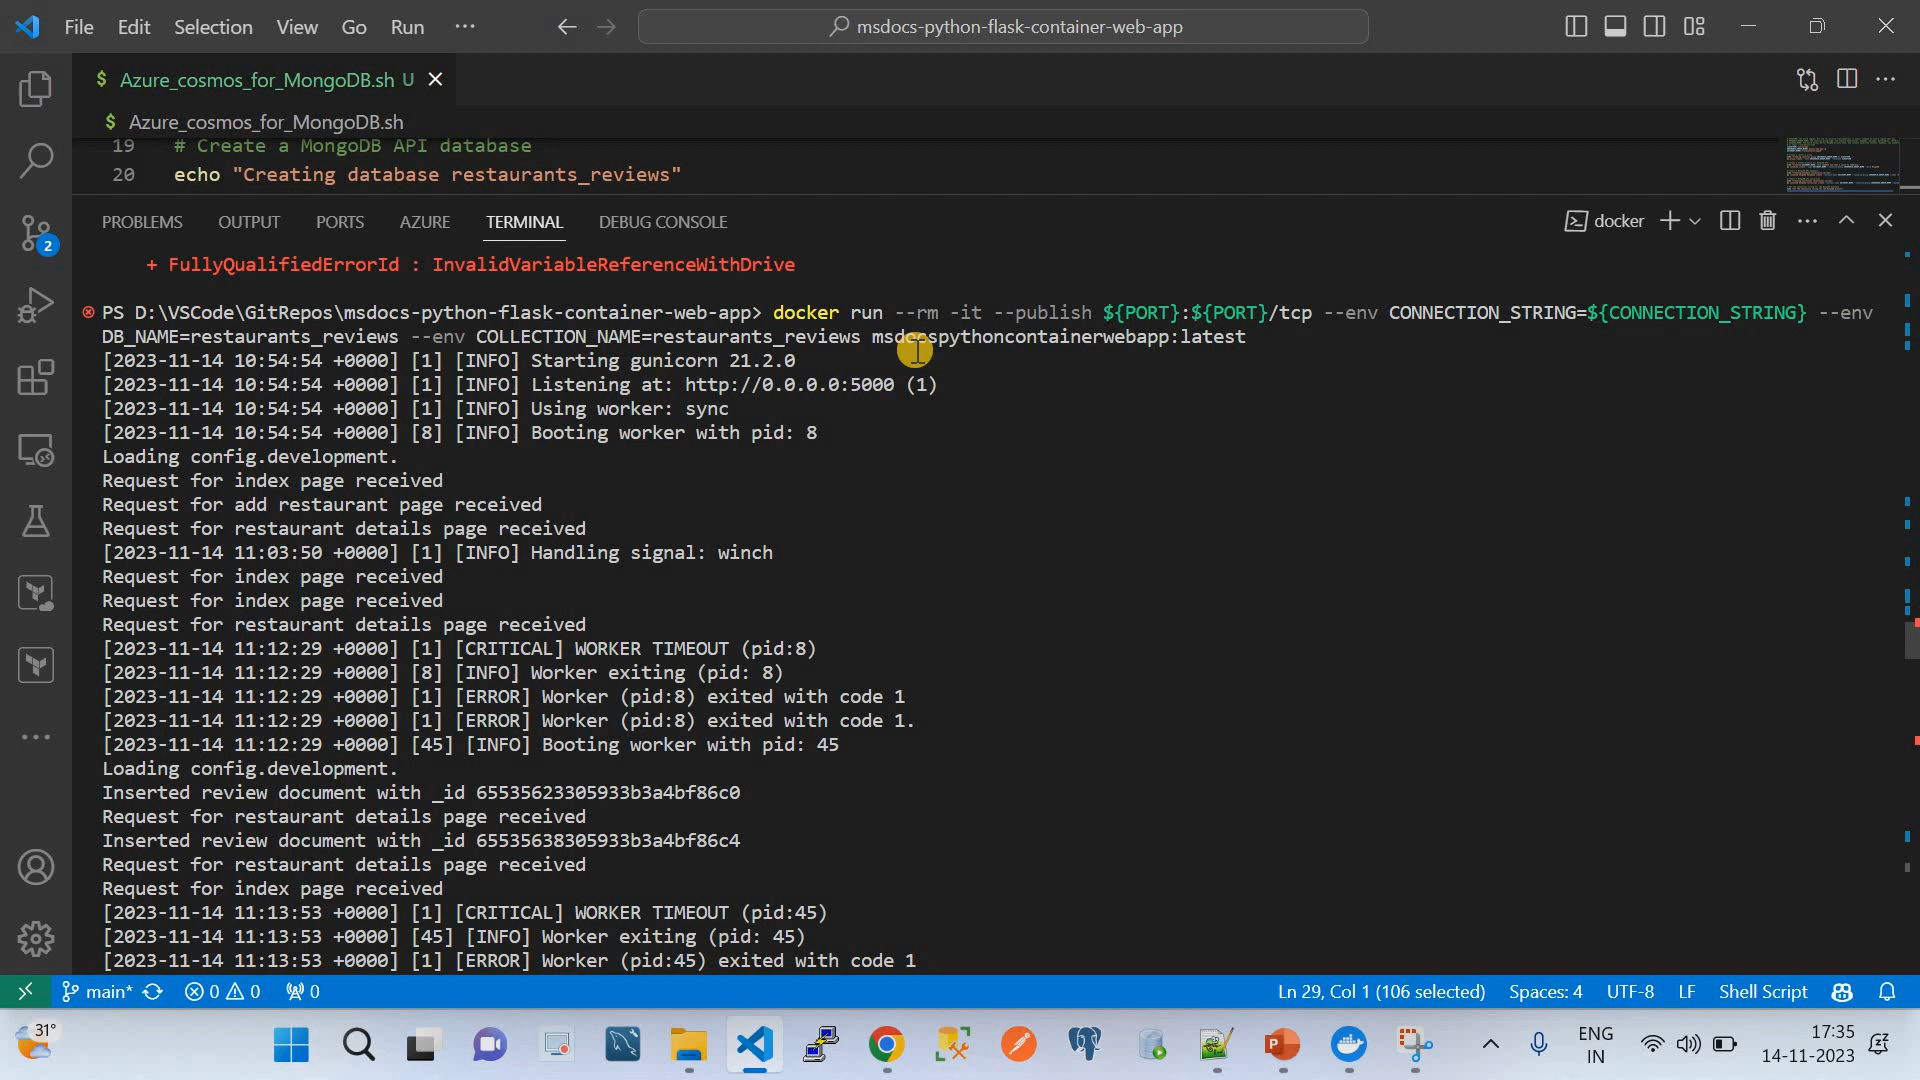 File Edit Selection View Go Run ···
msdocs-python-flask-container-web-app
$ Azure_cosmos_for_MongoDB.sh U
$ Azure_cosmos_for_MongoDB.sh
19 # Create a MongoDB API database
20 echo "Creating database restaurants_reviews"
PROBLEMS OUTPUT PORTS AZURE TERMINAL DEBUG CONSOLE docker
+ FullyQualifiedErrorId : InvalidVariableReferenceWithDrive
PS D:\VSCode\GitRepos\msdocs-python-flask-container-web-app> docker run --rm -it --publish ${PORT}:${PORT}/tcp --env CONNECTION_STRING=${CONNECTION_STRING} --env
DB_NAME=restaurants_reviews --env COLLECTION_NAME=restaurants_reviews msdocspythoncontainerwebapp:latest
[2023-11-14 10:54:54 +0000] [1] [INFO] Starting gunicorn 21.2.0
[2023-11-14 10:54:54 +0000] [1] [INFO] Listening at: http://0.0.0.0:5000 (1)
[2023-11-14 10:54:54 +0000] [1] [INFO] Using worker: sync
[2023-11-14 10:54:54 +0000] [8] [INFO] Booting worker with pid: 8
Loading config.development.
Request for index page received
Request for add restaurant page received
Request for restaurant details page received
[2023-11-14 11:03:50 +0000] [1] [INFO] Handling signal: winch
Request for index page received
Request for index page received
Request for restaurant details page received
[2023-11-14 11:12:29 +0000] [1] [CRITICAL] WORKER TIMEOUT (pid:8)
[2023-11-14 11:12:29 +0000] [8] [INFO] Worker exiting (pid: 8)
[2023-11-14 11:12:29 +0000] [1] [ERROR] Worker (pid:8) exited with code 1
[2023-11-14 11:12:29 +0000] [1] [ERROR] Worker (pid:8) exited with code 1.
[2023-11-14 11:12:29 +0000] [45] [INFO] Booting worker with pid: 45
Loading config.development.
Inserted review document with _id 65535623305933b3a4bf86c0
Request for restaurant details page received
Inserted review document with _id 65535638305933b3a4bf86c4
Request for restaurant details page received
Request for index page received
[2023-11-14 11:13:53 +0000] [1] [CRITICAL] WORKER TIMEOUT (pid:45)
[2023-11-14 11:13:53 +0000] [45] [INFO] Worker exiting (pid: 45)
[2023-11-14 11:13:53 +0000] [1] [ERROR] Worker (pid:45) exited with code 1
2
main* 0 0 0 Ln 29, Col 1 (106 selected) Spaces: 4 UTF-8 LF Shell Script
31° ENG 17:35
IN 14-11-2023